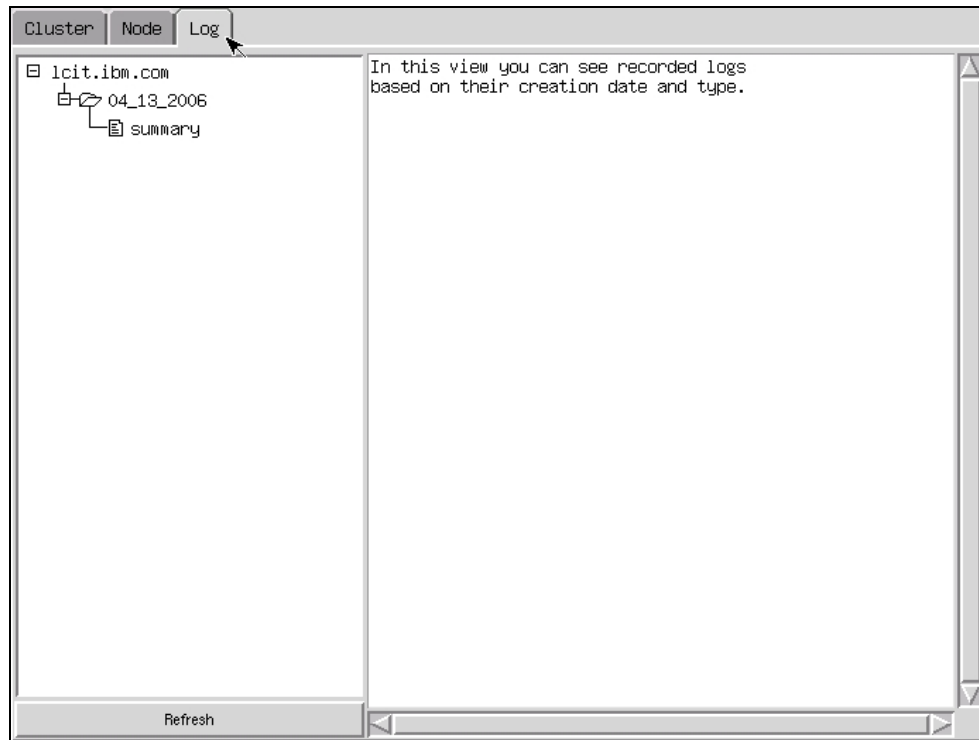 Cluster Node Log
lcit.ibm.com
04_13_2006
summary
In this view you can see recorded logs
based on their creation date and type.
Refresh